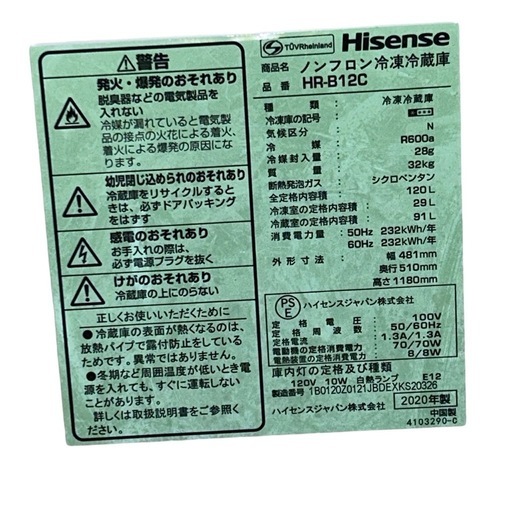 警告
発火・爆発のおそれあり
脱臭器などの電気製品を
入れない
冷媒が漏れていると電気製
品の接点の火花による着火、
着火による爆発の原因に
なります。
幼児閉じ込められのおそれあり
冷蔵庫をリサイクルするとき
は、必ずドアパッキング
をはずす
感電のおそれあり
お手入れの際は、
必ず電源プラグを抜く
けがのおそれあり
冷蔵庫の上にのらない
正しくお使いいただくために
●冷蔵庫の表面が熱くなるのは、
放熱パイプで露付防止をしている
ためです。異常ではありません。
●冬期など周囲温度が低いとき電
源を入れても、すぐに運転しない
ことがあります。
詳しくは取扱説明書をご覧ください。
TÜVRheinland
Hisense
商品名 ノンフロン冷凍冷蔵庫
品番 HR-B12C
種類 冷凍冷蔵庫
冷凍庫の記号
気候区分 N
冷媒 R600a
冷媒封入量 28g
質量 32kg
断熱発泡ガス シクロペンタン
全定格内容積 120L
冷凍室の定格内容積 29L
冷蔵室の定格内容積 91L
消費電力量 50Hz 232kWh/年
60Hz 232kWh/年
外形寸法 幅 481mm
奥行 510mm
高さ 1180mm
PSE ハイセンスジャパン株式会社
定格電圧 100V
定格周波数 50/60Hz
定格電流 1.3A/1.3A
電動機の定格消費電力 70/70W
電熱装置の定格消費電力 8/8W
庫内灯の定格及び種類
120V 10W 白熱ランプ E12
製造番号 1B0120Z0121JBDEXKS20326
ハイセンスジャパン株式会社
2020年製
中国製
4103290-C